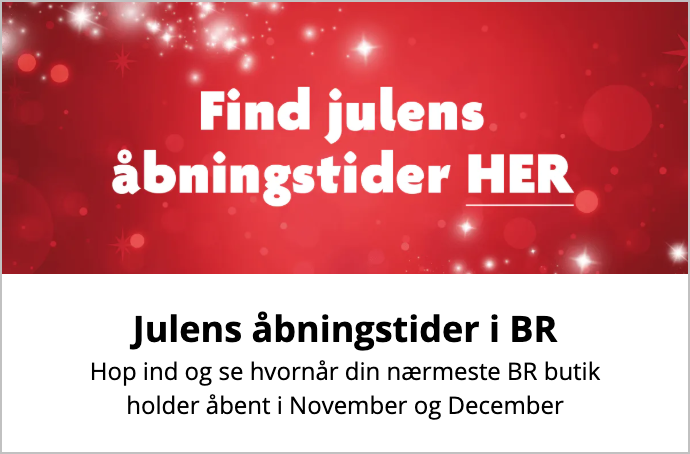 Find julens
åbningstider HER
Julens åbningstider i BR
Hop ind og se hvornår din nærmeste BR butik
holder åbent i November og December